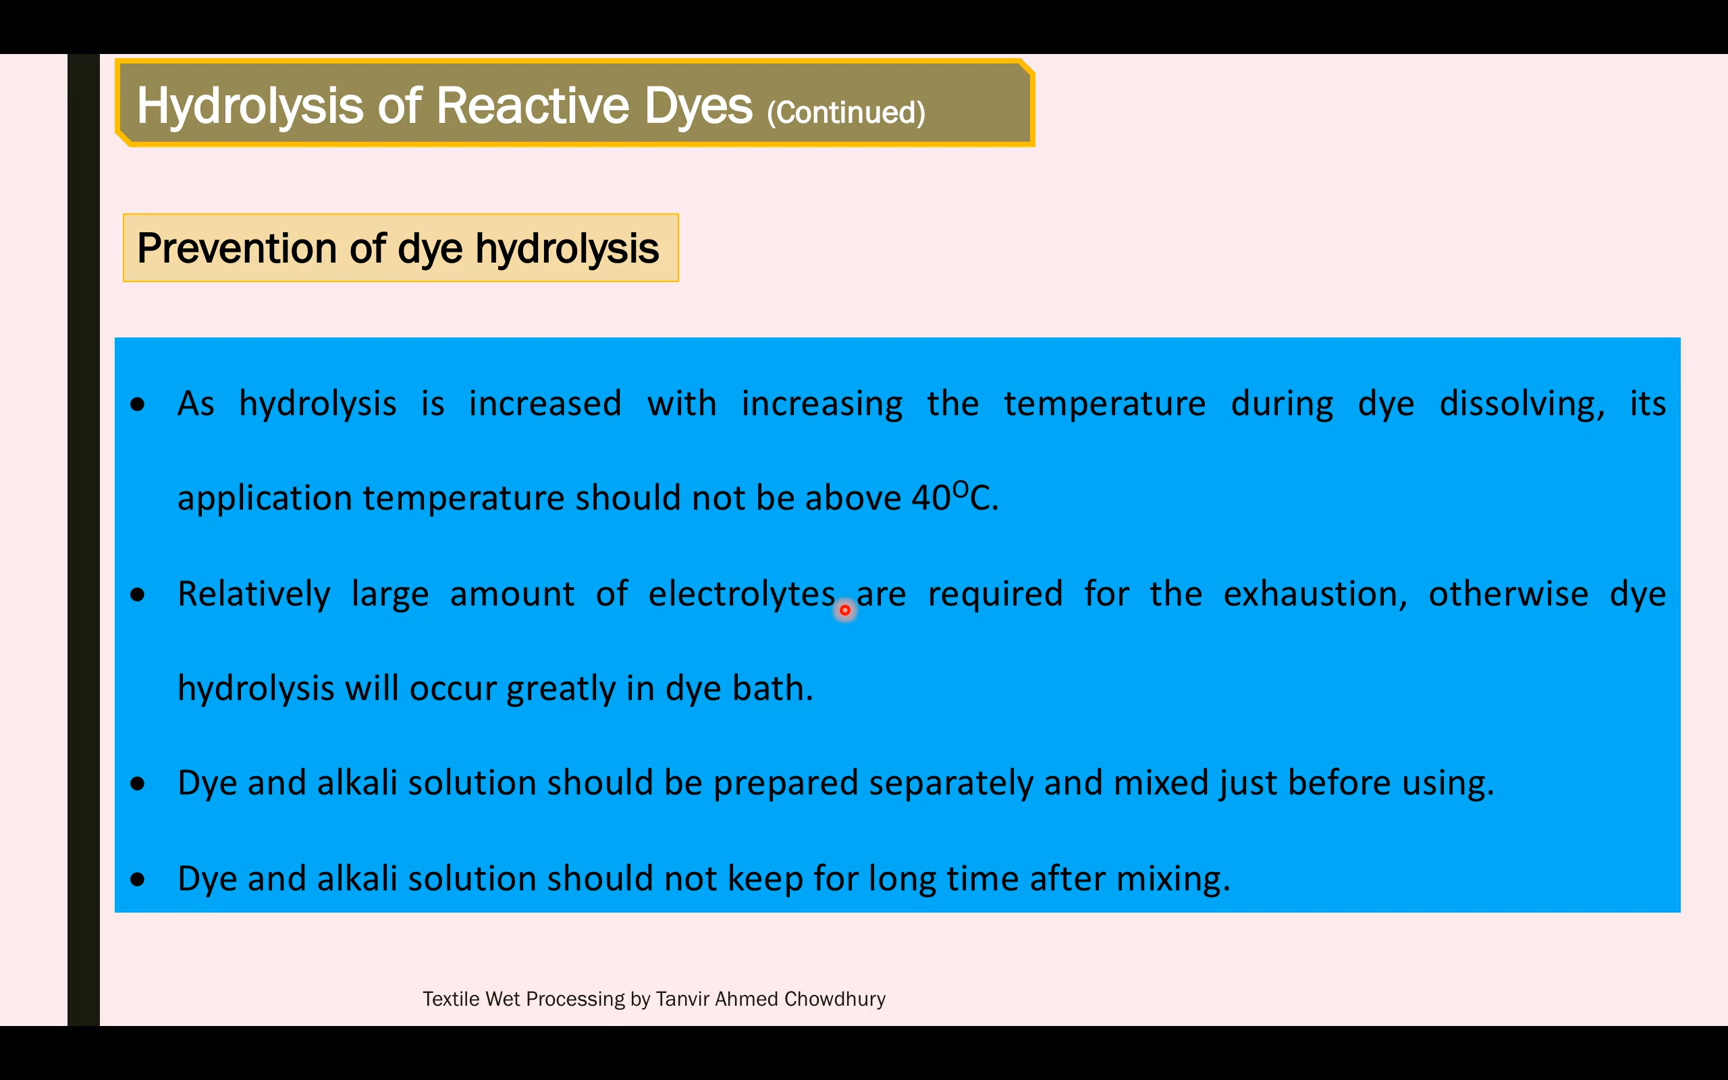 Hydrolysis of Reactive Dyes (Continued)
Prevention of dye hydrolysis
• As hydrolysis is increased with increasing the temperature during dye dissolving, its
application temperature should not be above 40⁰C.
• Relatively large amount of electrolytes are required for the exhaustion, otherwise dye
hydrolysis will occur greatly in dye bath.
• Dye and alkali solution should be prepared separately and mixed just before using.
• Dye and alkali solution should not keep for long time after mixing.
Textile Wet Processing by Tanvir Ahmed Chowdhury